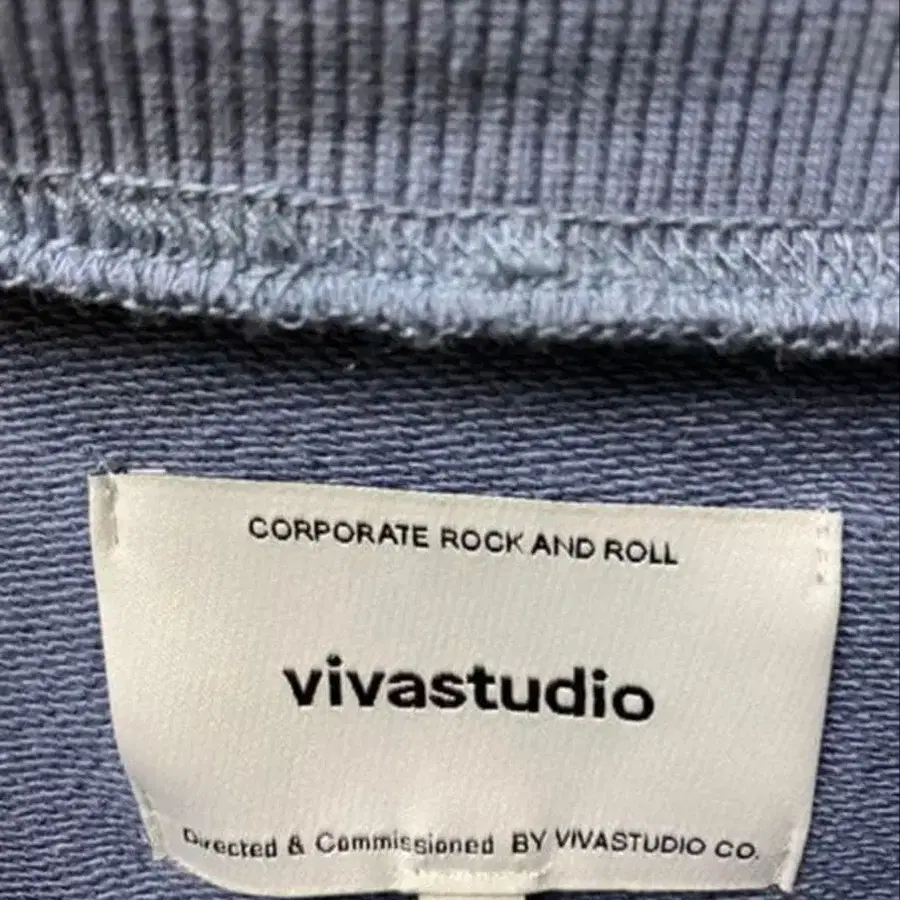 CORPORATE ROCK AND ROLL
vivastudio
Directed & Commissioned BY VIVASTUDIO CO.